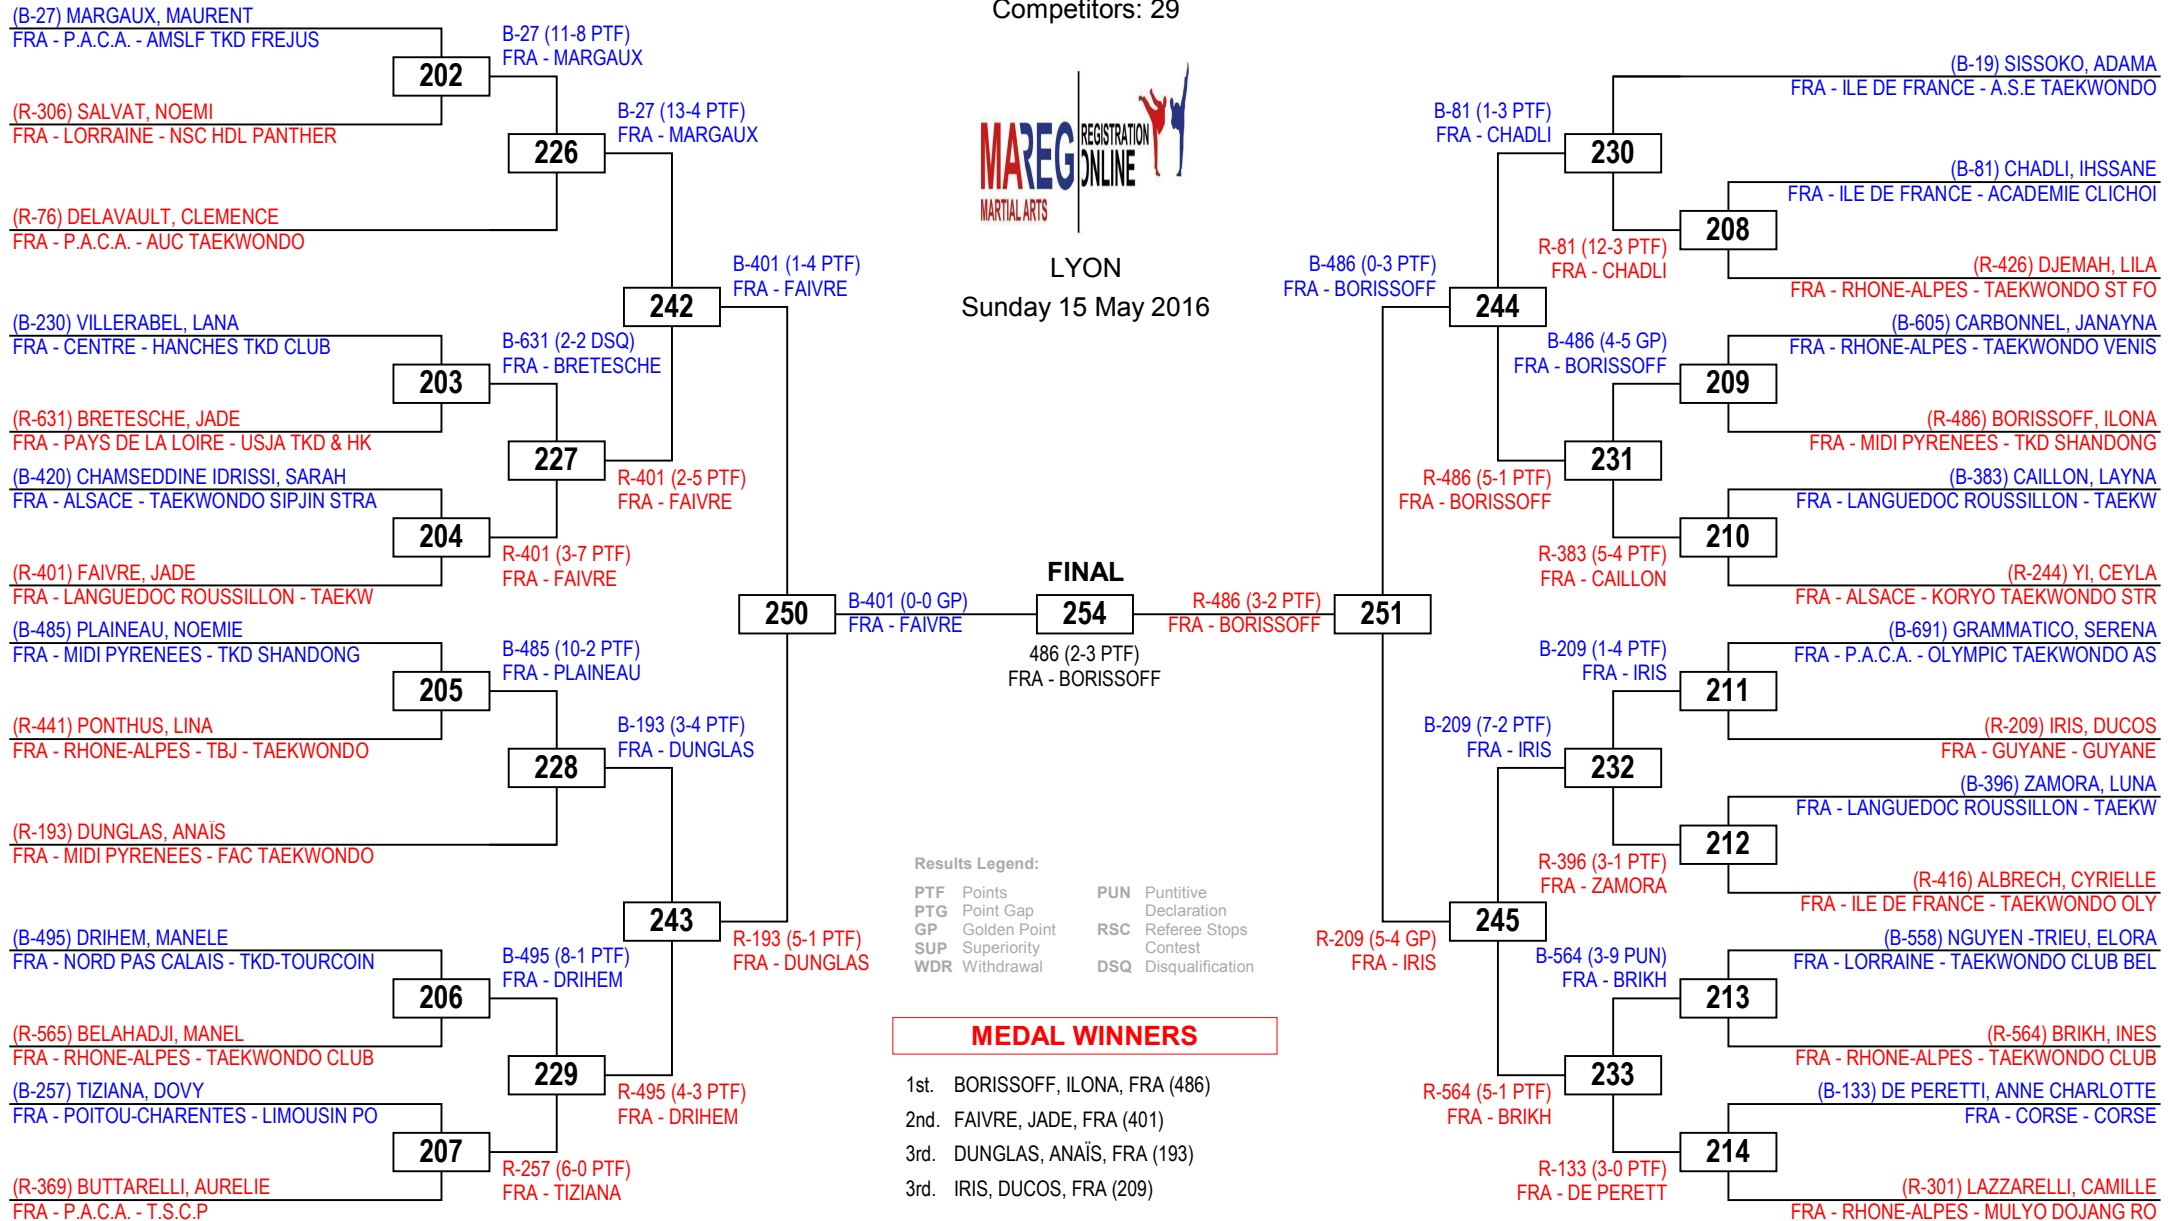 Competitors: 29
MAREG
MARTIAL ARTS
REGISTRATION
ONLINE
LYON
Sunday 15 May 2016
(B-27) MARGAUX, MAURENT
FRA - P.A.C.A. - AMSLF TKD FREJUS
202
(R-306) SALVAT, NOEMI
FRA - LORRAINE - NSC HDL PANTHER
B-27 (11-8 PTF)
FRA - MARGAUX
226
(R-76) DELAVAULT, CLEMENCE
FRA - P.A.C.A. - AUC TAEKWONDO
B-27 (13-4 PTF)
FRA - MARGAUX
242
(B-230) VILLERABEL, LANA
FRA - CENTRE - HANCHES TKD CLUB
203
(R-631) BRETESCHE, JADE
FRA - PAYS DE LA LOIRE - USJA TKD & HK
B-631 (2-2 DSQ)
FRA - BRETESCHE
227
(B-420) CHAMSEDDINE IDRISSI, SARAH
FRA - ALSACE - TAEKWONDO SIPJIN STRA
204
(R-401) FAIVRE, JADE
FRA - LANGUEDOC ROUSSILLON - TAEKW
R-401 (3-7 PTF)
FRA - FAIVRE
R-401 (2-5 PTF)
FRA - FAIVRE
B-401 (1-4 PTF)
FRA - FAIVRE
250
(B-485) PLAINEAU, NOEMIE
FRA - MIDI PYRENEES - TKD SHANDONG
205
(R-441) PONTHUS, LINA
FRA - RHONE-ALPES - TBJ - TAEKWONDO
B-485 (10-2 PTF)
FRA - PLAINEAU
228
(R-193) DUNGLAS, ANAÏS
FRA - MIDI PYRENEES - FAC TAEKWONDO
B-193 (3-4 PTF)
FRA - DUNGLAS
243
(B-495) DRIHEM, MANELE
FRA - NORD PAS CALAIS - TKD-TOURCOIN
206
(R-565) BELAHADJI, MANEL
FRA - RHONE-ALPES - TAEKWONDO CLUB
B-495 (8-1 PTF)
FRA - DRIHEM
229
(B-257) TIZIANA, DOVY
FRA - POITOU-CHARENTES - LIMOUSIN PO
207
(R-369) BUTTARELLI, AURELIE
FRA - P.A.C.A. - T.S.C.P
R-257 (6-0 PTF)
FRA - TIZIANA
R-495 (4-3 PTF)
FRA - DRIHEM
R-193 (5-1 PTF)
FRA - DUNGLAS
B-401 (0-0 GP)
FRA - FAIVRE
FINAL
254
486 (2-3 PTF)
FRA - BORISSOFF
R-486 (3-2 PTF)
FRA - BORISSOFF
251
B-486 (0-3 PTF)
FRA - BORISSOFF
244
B-81 (1-3 PTF)
FRA - CHADLI
230
(B-19) SISSOKO, ADAMA
FRA - ILE DE FRANCE - A.S.E TAEKWONDO
(B-81) CHADLI, IHSSANE
FRA - ILE DE FRANCE - ACADEMIE CLICHOI
208
R-81 (12-3 PTF)
FRA - CHADLI
(R-426) DJEMAH, LILA
FRA - RHONE-ALPES - TAEKWONDO ST FO
(B-605) CARBONNEL, JANAYNA
FRA - RHONE-ALPES - TAEKWONDO VENIS
B-486 (4-5 GP)
FRA - BORISSOFF
209
(R-486) BORISSOFF, ILONA
FRA - MIDI PYRENEES - TKD SHANDONG
231
R-486 (5-1 PTF)
FRA - BORISSOFF
(B-383) CAILLON, LAYNA
FRA - LANGUEDOC ROUSSILLON - TAEKW
210
R-383 (5-4 PTF)
FRA - CAILLON
(R-244) YI, CEYLA
FRA - ALSACE - KORYO TAEKWONDO STR
(B-691) GRAMMATICO, SERENA
FRA - P.A.C.A. - OLYMPIC TAEKWONDO AS
B-209 (1-4 PTF)
FRA - IRIS
211
(R-209) IRIS, DUCOS
FRA - GUYANE - GUYANE
B-209 (7-2 PTF)
FRA - IRIS
232
(B-396) ZAMORA, LUNA
FRA - LANGUEDOC ROUSSILLON - TAEKW
212
R-396 (3-1 PTF)
FRA - ZAMORA
(R-416) ALBRECH, CYRIELLE
FRA - ILE DE FRANCE - TAEKWONDO OLY
245
R-209 (5-4 GP)
FRA - IRIS
(B-558) NGUYEN -TRIEU, ELORA
FRA - LORRAINE - TAEKWONDO CLUB BEL
B-564 (3-9 PUN)
FRA - BRIKH
213
(R-564) BRIKH, INES
FRA - RHONE-ALPES - TAEKWONDO CLUB
233
R-564 (5-1 PTF)
FRA - BRIKH
(B-133) DE PERETTI, ANNE CHARLOTTE
FRA - CORSE - CORSE
214
R-133 (3-0 PTF)
FRA - DE PERETT
(R-301) LAZZARELLI, CAMILLE
FRA - RHONE-ALPES - MULYO DOJANG RO
Results Legend:
PTF Points
PTG Point Gap
GP Golden Point
SUP Superiority
WDR Withdrawal
PUN Puntitive
Declaration
RSC Referee Stops
Contest
DSQ Disqualification
MEDAL WINNERS
1st. BORISSOFF, ILONA, FRA (486)
2nd. FAIVRE, JADE, FRA (401)
3rd. DUNGLAS, ANAÏS, FRA (193)
3rd. IRIS, DUCOS, FRA (209)